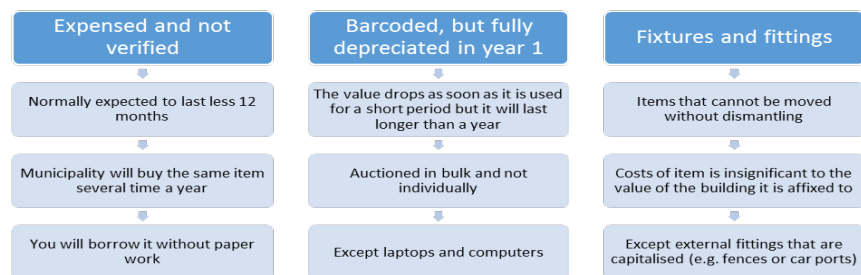 Expensed and not
verified
Normally expected to last less 12
months
Municipality will buy the same item
several time a year
You will borrow it without paper
work
Barcoded, but fully
depreciated in year 1
The value drops as soon as it is used
for a short period but it will last
longer than a year
Auctioned in bulk and not
individually
Except laptops and computers
Fixtures and fittings
Items that cannot be moved
without dismantling
Costs of item is insignificant to the
value of the building it is affixed to
Except external fittings that are
capitalised (e.g. fences or car ports)